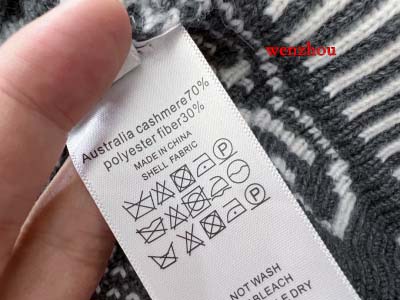 wenzhou
Australia cashmere70%
polyester fiber30%
MADE IN CHINA
SHELL FABRIC
NOT WASH
BLEACH
DRY